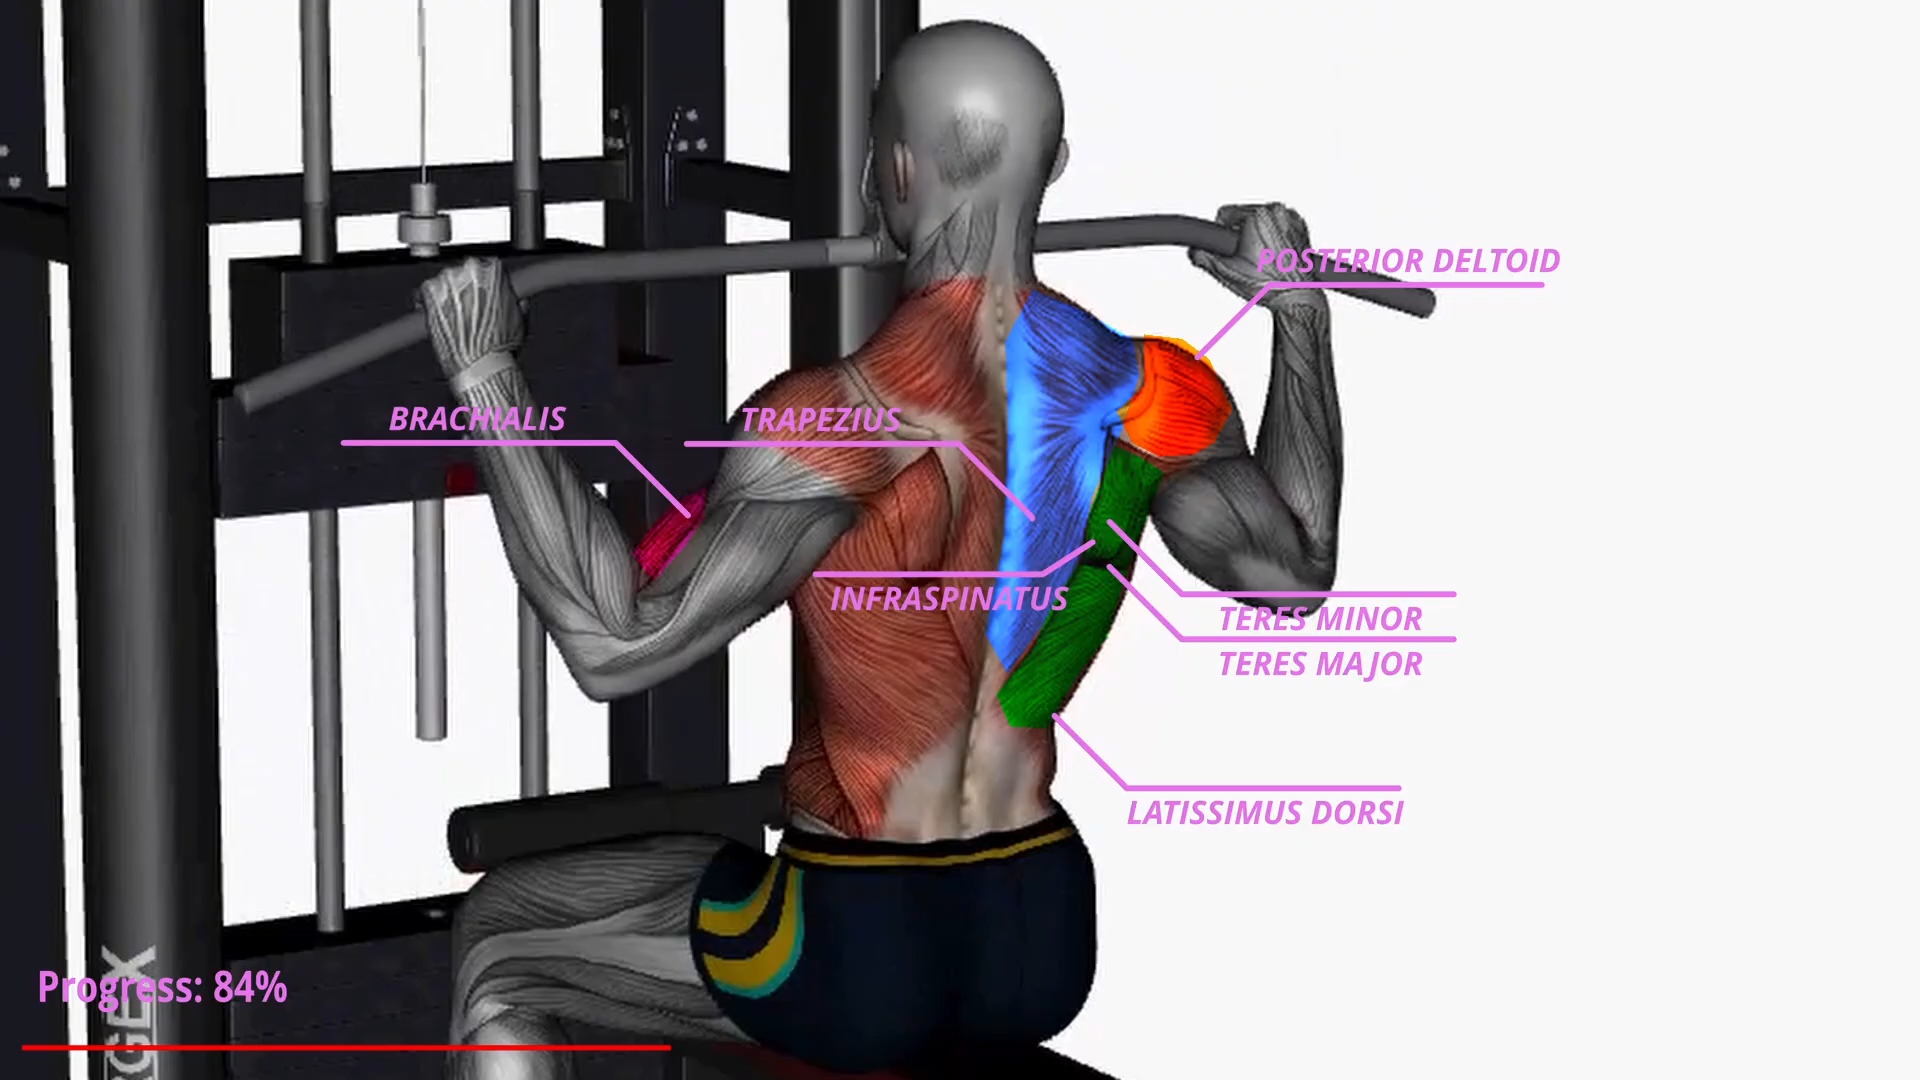 POSTERIOR DELTOID
BRACHIALIS
TRAPEZIUS
INFRASPINATUS
TERES MINOR
TERES MAJOR
LATISSIMUS DORSI
Progress: 84%